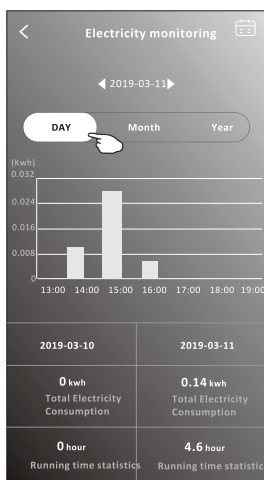 Electricity monitoring
2019-03-11
DAY Month Year
(Kwh)
0.032
0.024
0.016
0.008
0
13:00 14:00 15:00 16:00 17:00 18:00 19:00
2019-03-10 2019-03-11
0 kwh 0.14 kwh
Total Electricity Total Electricity
Consumption Consumption
0 hour 4.6 hour
Running time statistics Running time statistic